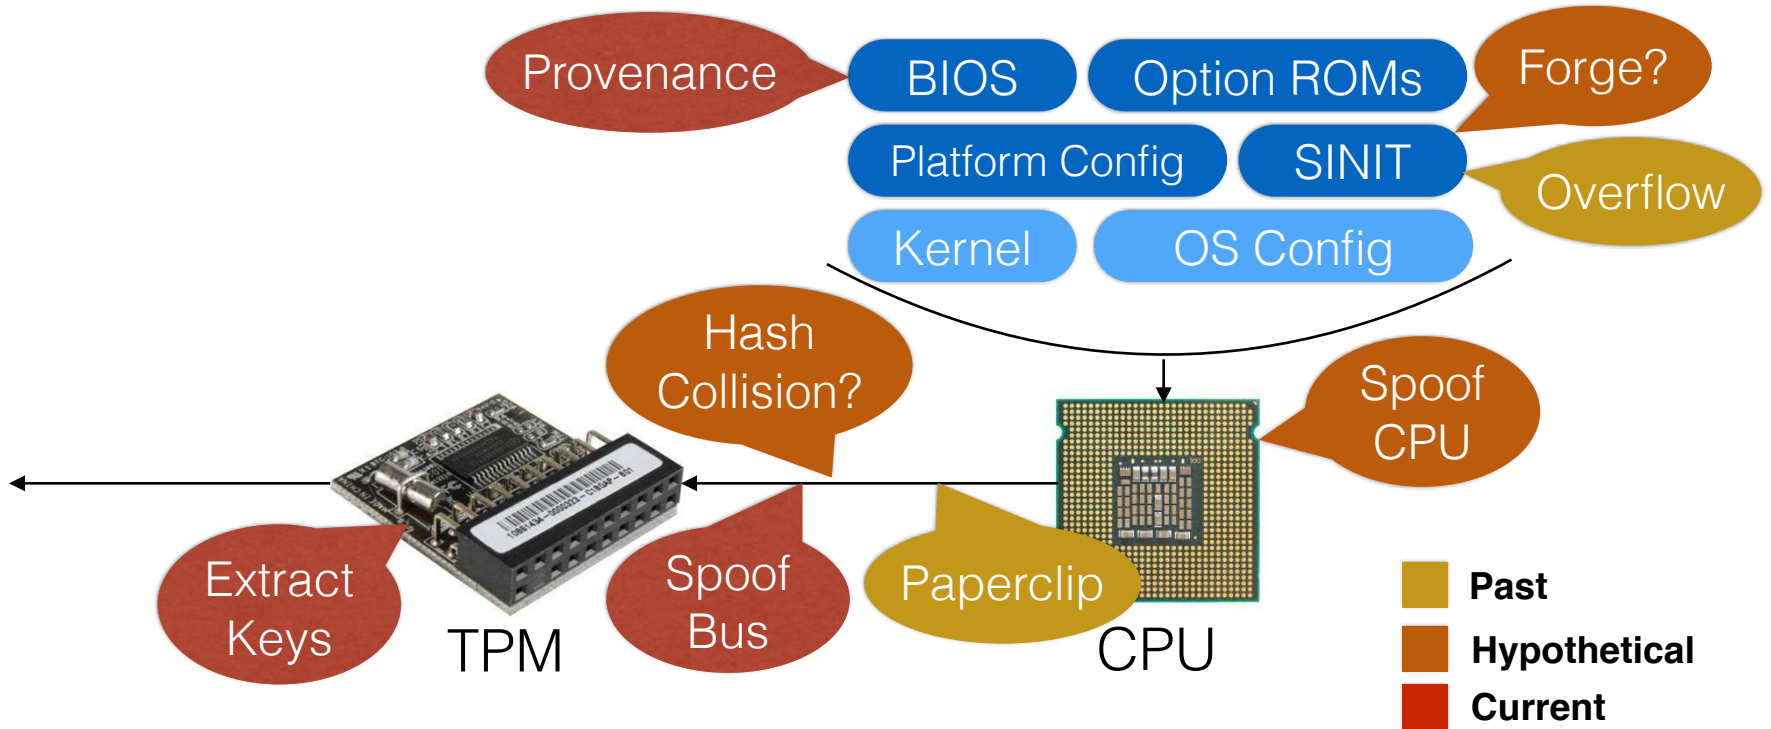 Provenance
BIOS
Option ROMs
Forge?
Platform Config
SINIT
Overflow
Kernel
OS Config
Hash
Collision?
Spoof
CPU
Extract
Keys
Spoof
Bus
Paperclip
TPM
CPU
Past
Hypothetical
Current